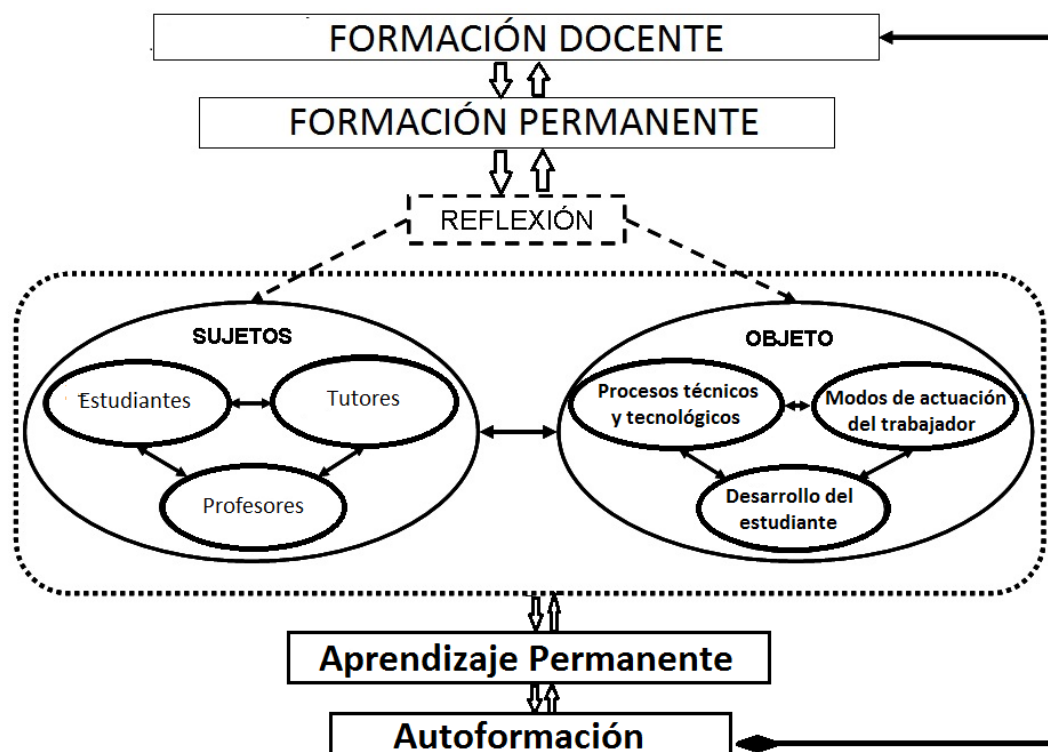 FORMACIÓN DOCENTE
FORMACIÓN PERMANENTE
REFLEXIÓN
SUJETOS
Estudiantes
Tutores
Profesores
OBJETO
Procesos técnicos
y tecnológicos
Modos de actuación
del trabajador
Desarrollo del
estudiante
Aprendizaje Permanente
Autoformación